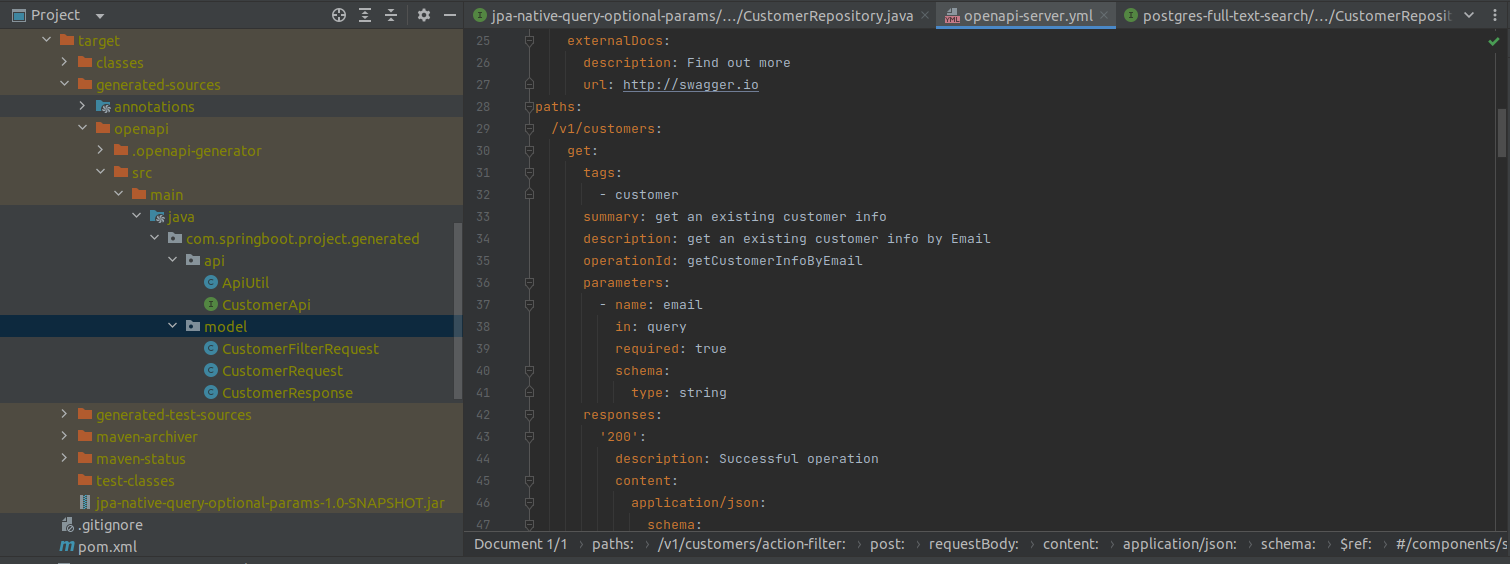 Project
target
classes
generated-sources
annotations
openapi
.openapi-generator
src
main
java
com.springboot.project.generated
api
ApiUtil
CustomerApi
model
CustomerFilterRequest
CustomerRequest
CustomerResponse
generated-test-sources
maven-archiver
maven-status
test-classes
jpa-native-query-optional-params-1.0-SNAPSHOT.jar
.gitignore
pom.xml
jpa-native-query-optional-params/.../CustomerRepository.java openapi-server.yml postgres-full-text-search/.../CustomerReposit
25 externalDocs:
26 description: Find out more
27 url: http://swagger.io
28 paths:
29 /v1/customers:
30 get:
31 tags:
32 - customer
33 summary: get an existing customer info
34 description: get an existing customer info by Email
35 operationId: getCustomerInfoByEmail
36 parameters:
37 - name: email
38 in: query
39 required: true
40 schema:
41 type: string
42 responses:
43 '200':
44 description: Successful operation
45 content:
46 application/json:
47 schema:
Document 1/1 › paths: › /v1/customers/action-filter: › post: › requestBody: › content: › application/json: › schema: › $ref: › #/components/s